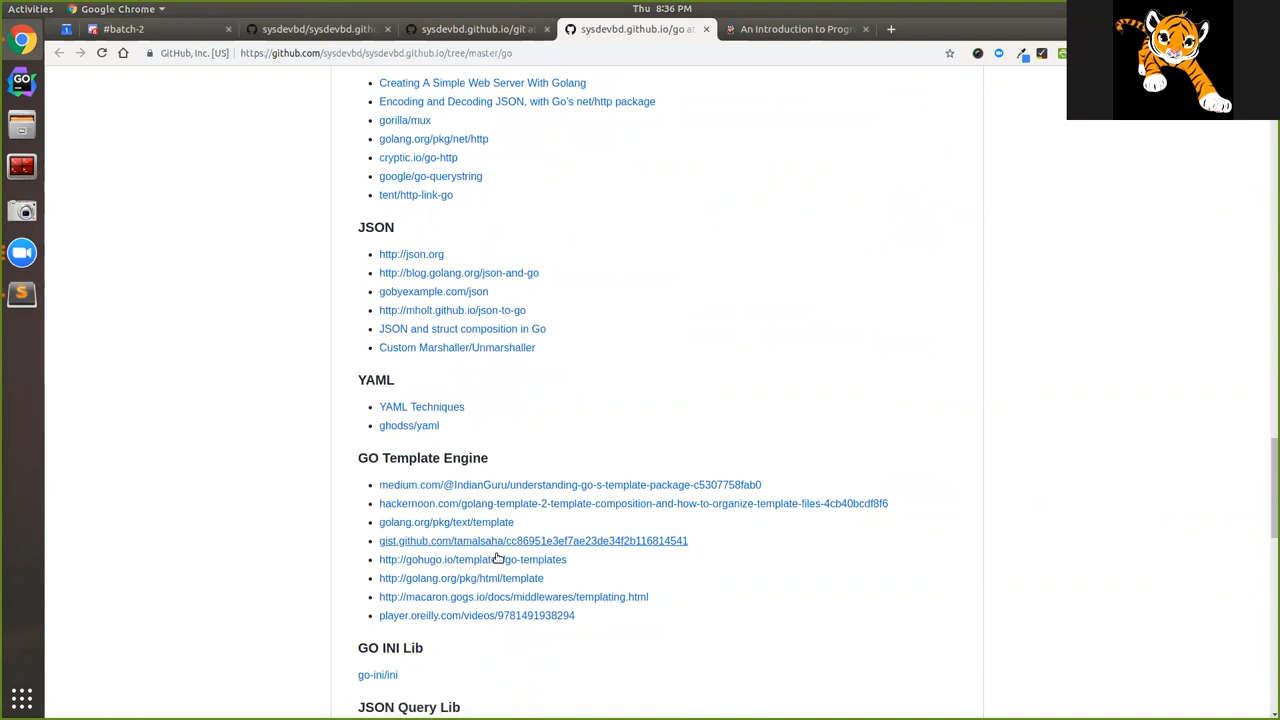 Activities Google Chrome Thu 8:36 PM
#batch-2 sysdevbd/sysdevbd.githu sysdevbd.github.io/git at sysdevbd.github.io/go at An Introduction to Progr
GitHub, Inc. [US] https://github.com/sysdevbd/sysdevbd.github.io/tree/master/go
Creating A Simple Web Server With Golang
Encoding and Decoding JSON, with Go's net/http package
gorilla/mux
golang.org/pkg/net/http
cryptic.io/go-http
google/go-querystring
tent/http-link-go
JSON
http://json.org
http://blog.golang.org/json-and-go
gobyexample.com/json
http://mholt.github.io/json-to-go
JSON and struct composition in Go
Custom Marshaller/Unmarshaller
YAML
YAML Techniques
ghodss/yaml
GO Template Engine
medium.com/@IndianGuru/understanding-go-s-template-package-c5307758fab0
hackernoon.com/golang-template-2-template-composition-and-how-to-organize-template-files-4cb40bcdf8f6
golang.org/pkg/text/template
gist.github.com/tamalsaha/cc86951e3ef7ae23de34f2b116814541
http://gohugo.io/templates/go-templates
http://golang.org/pkg/html/template
http://macaron.gogs.io/docs/middlewares/templating.html
player.oreilly.com/videos/9781491938294
GO INI Lib
go-ini/ini
JSON Query Lib